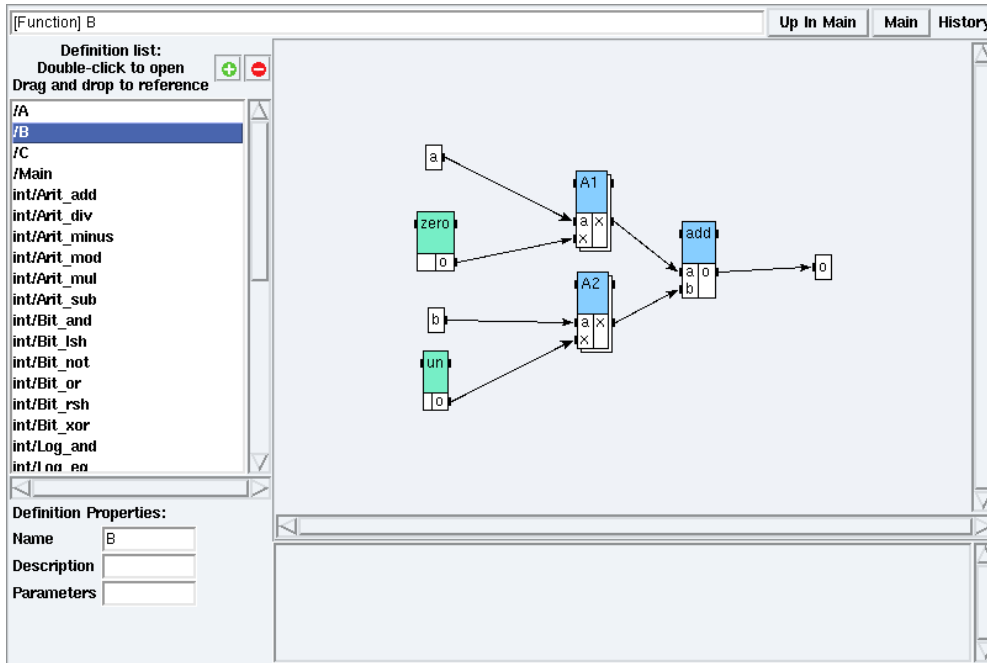 [Function] B
Up In Main
Main
History
Definition list:
Double-click to open
Drag and drop to reference
/A
/B
/C
/Main
int/Arit_add
int/Arit_div
int/Arit_minus
int/Arit_mod
int/Arit_mul
int/Arit_sub
int/Bit_and
int/Bit_lsh
int/Bit_not
int/Bit_or
int/Bit_rsh
int/Bit_xor
int/Log_and
int/Log_eq
Definition Properties:
Name B
Description
Parameters
a
zero
o
b
un
o
A1
a x
x
A2
a x
x
add
a o
b
o